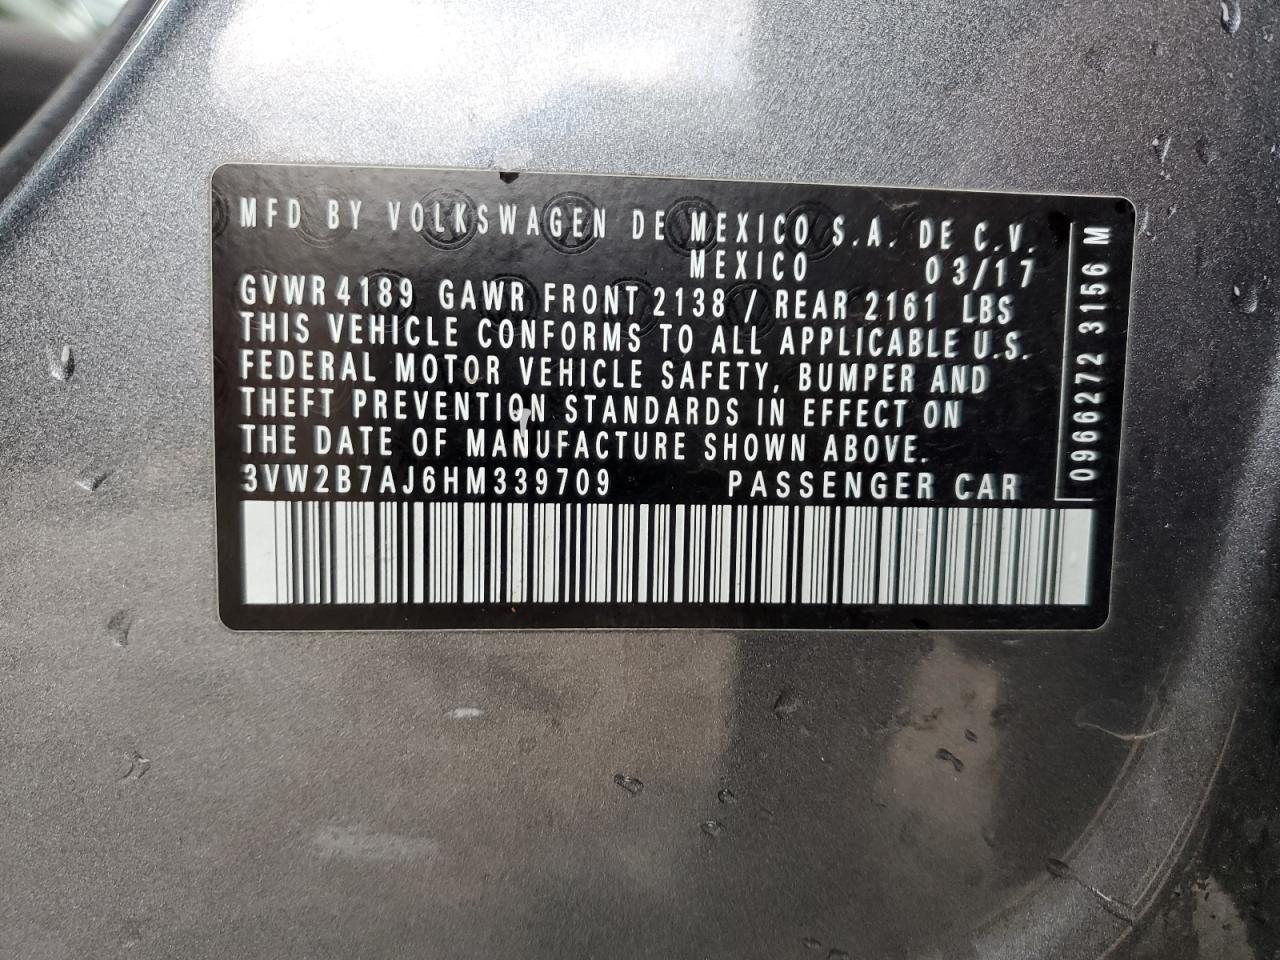 MFD BY VOLKSWAGEN DE MEXICO S.A. DE C.V.
MEXICO 03/17
GVWR 4189 GAWR FRONT 2138 / REAR 2161 LBS
THIS VEHICLE CONFORMS TO ALL APPLICABLE U.S.
FEDERAL MOTOR VEHICLE SAFETY, BUMPER AND
THEFT PREVENTION STANDARDS IN EFFECT ON
THE DATE OF MANUFACTURE SHOWN ABOVE.
3VW2B7AJ6HM339709 PASSENGER CAR
0966272 3156 M